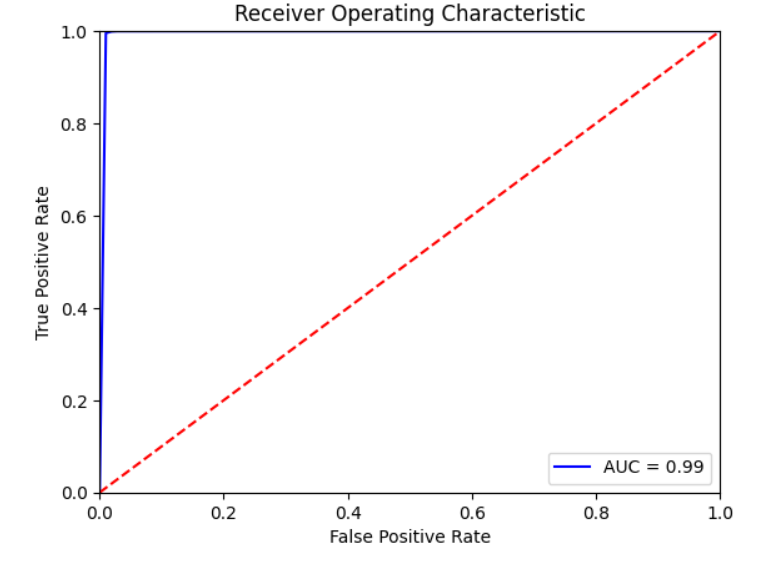 Receiver Operating Characteristic
1.0
0.8
0.6
0.4
0.2
0.0
True Positive Rate
AUC = 0.99
0.0 0.2 0.4 0.6 0.8 1.0
False Positive Rate